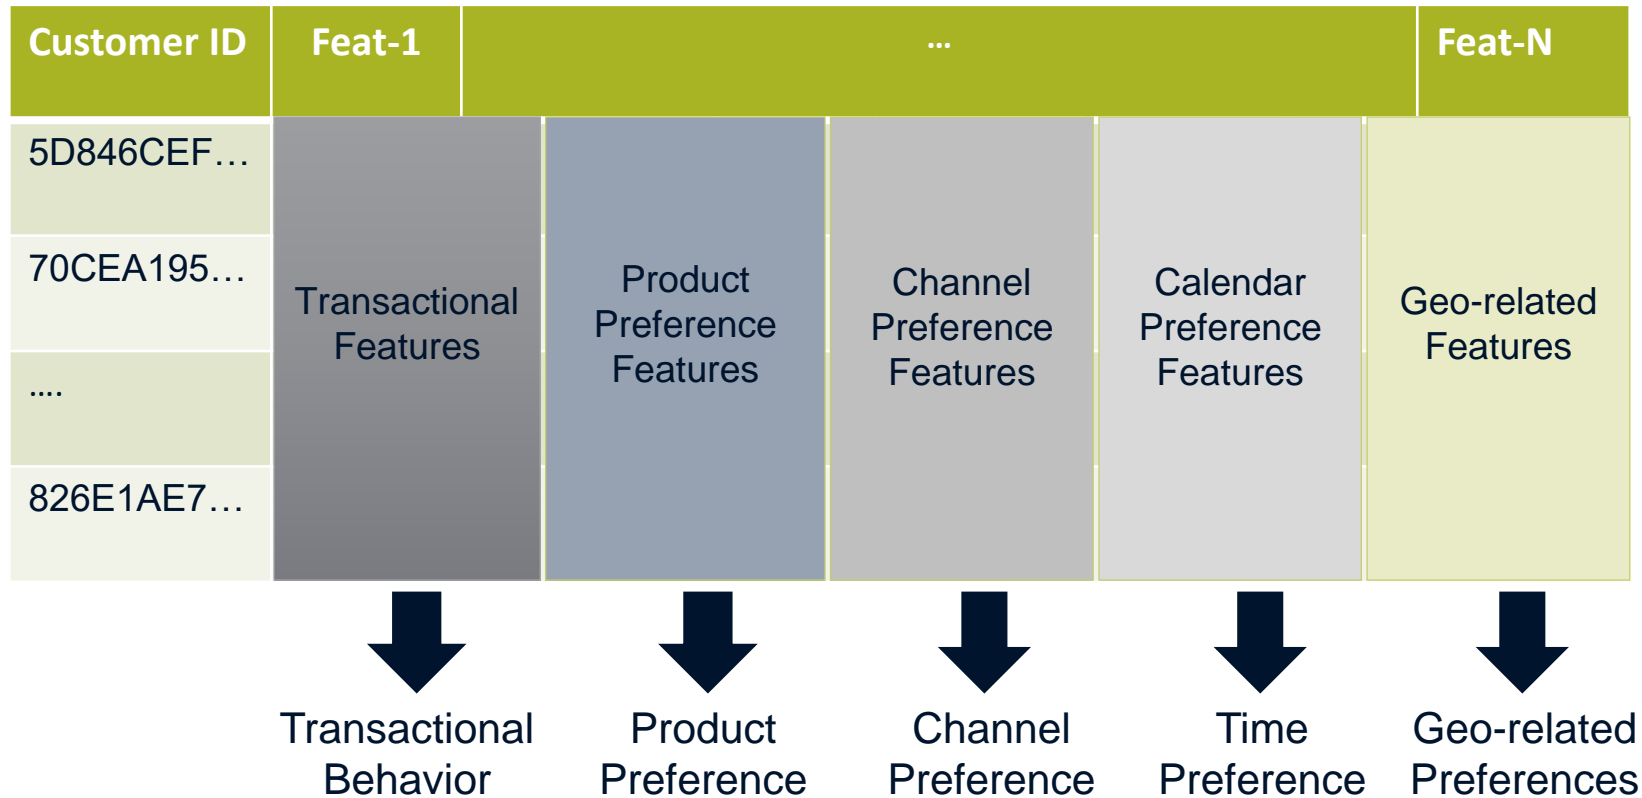 Customer ID
Feat-1
…
Feat-N
5D846CEF…
70CEA195…
….
826E1AE7…
Transactional
Features
Product
Preference
Features
Channel
Preference
Features
Calendar
Preference
Features
Geo-related
Features
Transactional
Behavior
Product
Preference
Channel
Preference
Time
Preference
Geo-related
Preferences